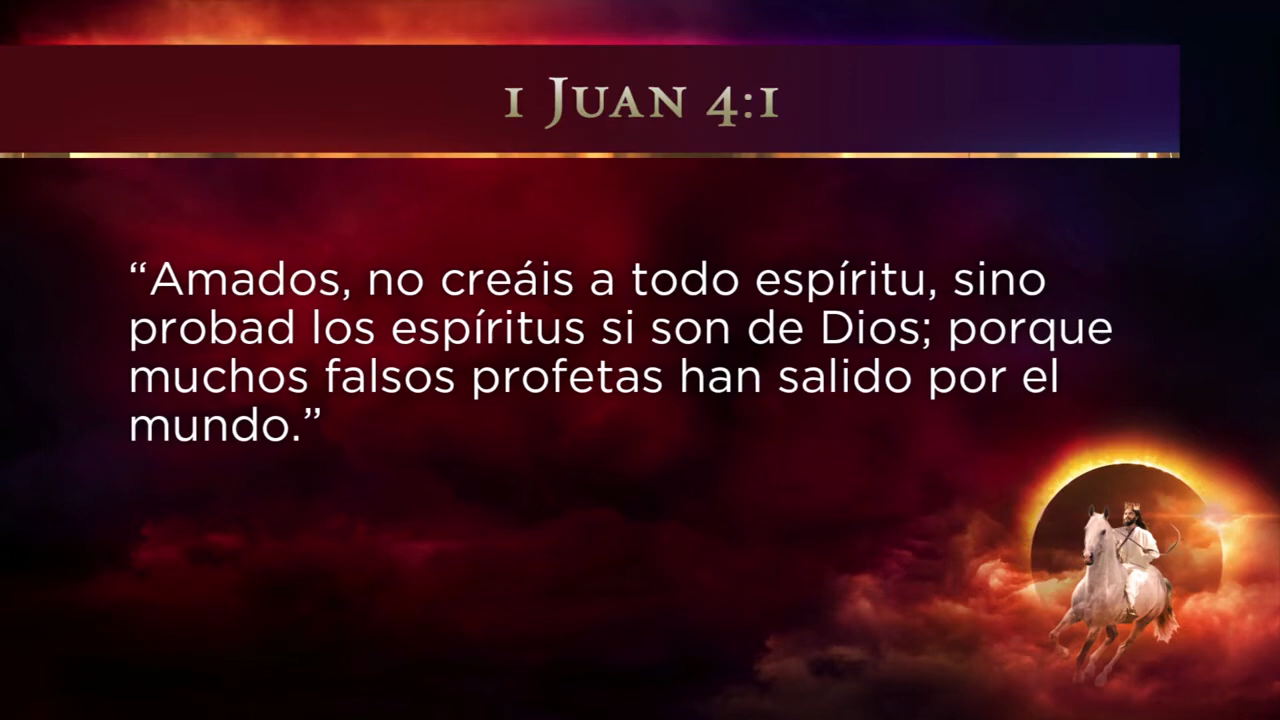 1 Juan 4:1
“Amados, no creáis a todo espíritu, sino
probad los espíritus si son de Dios; porque
muchos falsos profetas han salido por el
mundo.”